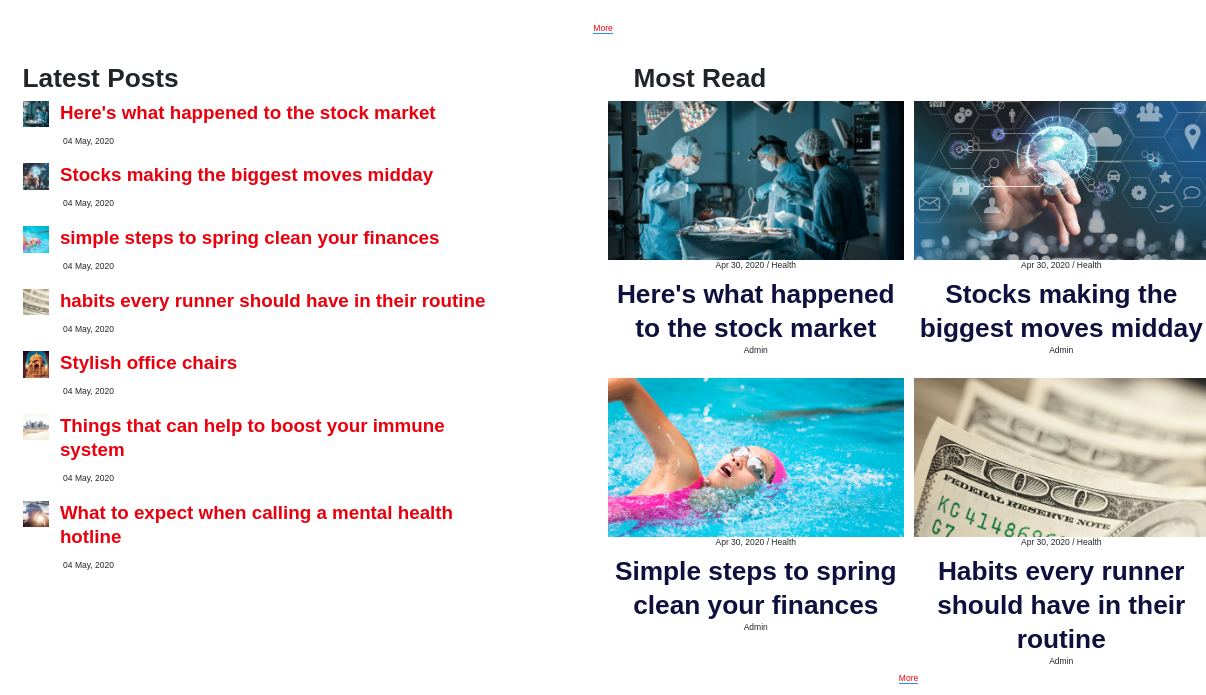 More
Latest Posts
Here's what happened to the stock market
04 May, 2020
Stocks making the biggest moves midday
04 May, 2020
simple steps to spring clean your finances
04 May, 2020
habits every runner should have in their routine
04 May, 2020
Stylish office chairs
04 May, 2020
Things that can help to boost your immune
system
04 May, 2020
What to expect when calling a mental health
hotline
04 May, 2020
Most Read
Apr 30, 2020 / Health
Here's what happened
to the stock market
Admin
Apr 30, 2020 / Health
Stocks making the
biggest moves midday
Admin
Apr 30, 2020 / Health
Simple steps to spring
clean your finances
Admin
100
FEDERAL RESERVE NOTE
G7
Apr 30, 2020 / Health
Habits every runner
should have in their
routine
Admin
More